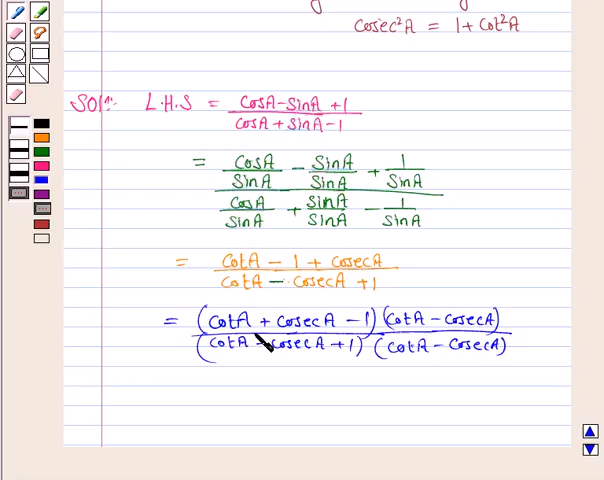 cosec²A = 1 + cot²A
Sol:- L.H.S = CosA - SinA + 1 / CosA + SinA - 1
= CosA/SinA - SinA/SinA + 1/SinA / CosA/SinA + SinA/SinA - 1/SinA
= cotA - 1 + cosecA / cotA - cosecA + 1
= (cotA + cosecA - 1) (cotA - cosecA) / (cotA - cosecA + 1) (cotA - cosecA)